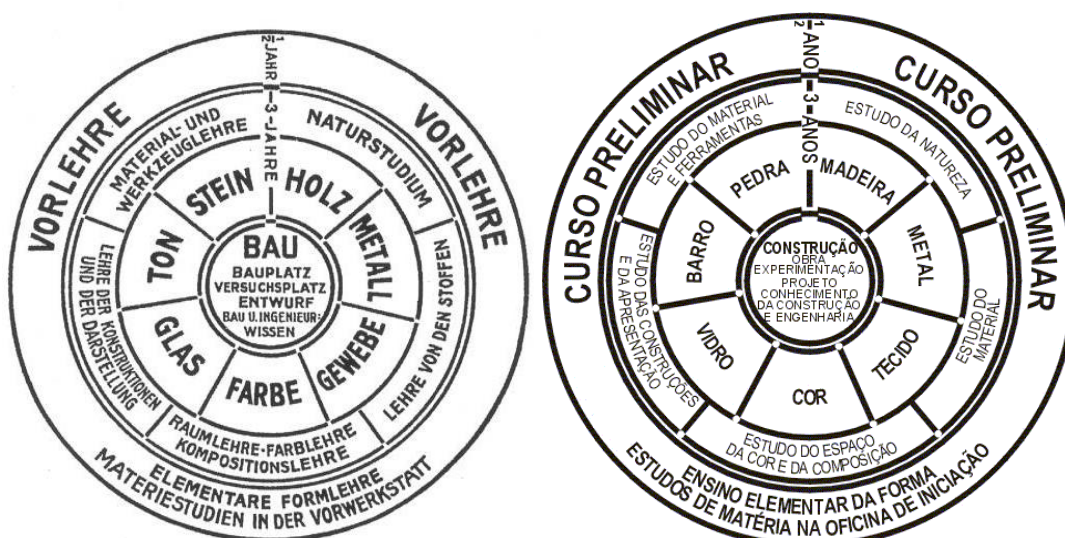 VORLEHRE
VORLEHRE
1/2 JAHR
3 JAHRE
MATERIAL- UND
WERKZEUGLEHRE
NATURSTUDIUM
LEHRE VON DEN STOFFEN
RAUMLEHRE-FARBLEHRE
KOMPOSITIONSLEHRE
LEHRE DER KONSTRUKTIONEN
UND DER DARSTELLUNG
STEIN
HOLZ
METALL
GEWEBE
FARBE
GLAS
TON
BAU
BAUPLATZ
VERSUCHSPLATZ
ENTWURF
BAU U. INGENIEUR-
WISSEN
ELEMENTARE FORMLEHRE
MATERIESTUDIEN IN DER VORWERKSTATT
CURSO PRELIMINAR
CURSO PRELIMINAR
1/2 ANO
3 ANOS
ESTUDO DO MATERIAL
E FERRAMENTAS
ESTUDO DA NATUREZA
ESTUDO DO
MATERIAL
ESTUDO DO ESPAÇO
DA COR E DA COMPOSIÇÃO
ESTUDO DAS CONSTRUÇÕES
E DA APRESENTAÇÃO
PEDRA
MADEIRA
METAL
TECIDO
COR
VIDRO
BARRO
CONSTRUÇÃO
OBRA
EXPERIMENTAÇÃO
PROJETO
CONHECIMENTO
DA CONSTRUÇÃO
E ENGENHARIA
ENSINO ELEMENTAR DA FORMA
ESTUDOS DE MATÉRIA NA OFICINA DE INICIAÇÃO